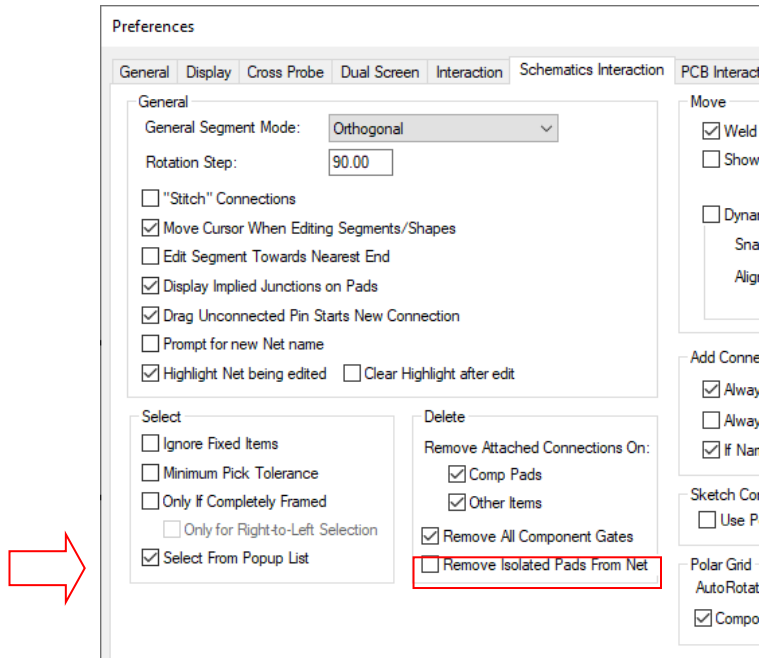 Preferences
General Display Cross Probe Dual Screen Interaction Schematics Interaction PCB Interact
General
General Segment Mode: Orthogonal
Rotation Step: 90.00
"Stitch" Connections
Move Cursor When Editing Segments/Shapes
Edit Segment Towards Nearest End
Display Implied Junctions on Pads
Drag Unconnected Pin Starts New Connection
Prompt for new Net name
Highlight Net being edited Clear Highlight after edit
Select
Ignore Fixed Items
Minimum Pick Tolerance
Only If Completely Framed
Only for Right-to-Left Selection
Select From Popup List
Delete
Remove Attached Connections On:
Comp Pads
Other Items
Remove All Component Gates
Remove Isolated Pads From Net
Move
Weld
Show
Dynar
Sna
Align
Add Conne
Alway
Alway
If Nam
Sketch Co
Use P
Polar Grid
AutoRotat
Compo